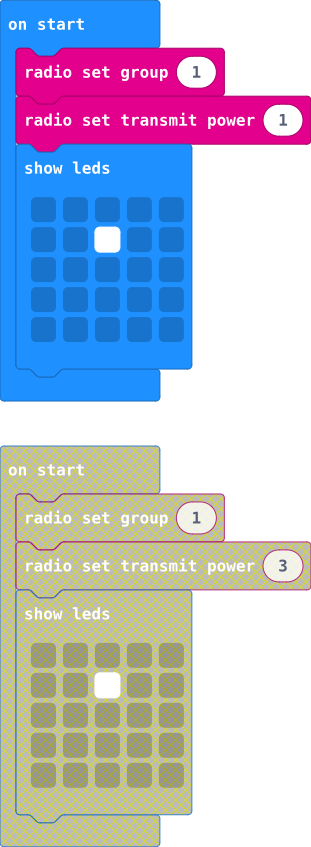 on start
radio set group 1
radio set transmit power 1
show leds
on start
radio set group 1
radio set transmit power 3
show leds